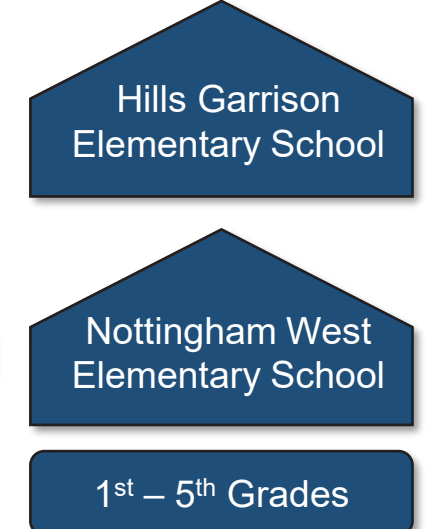 Hills Garrison
Elementary School
Nottingham West
Elementary School
1st – 5th Grades